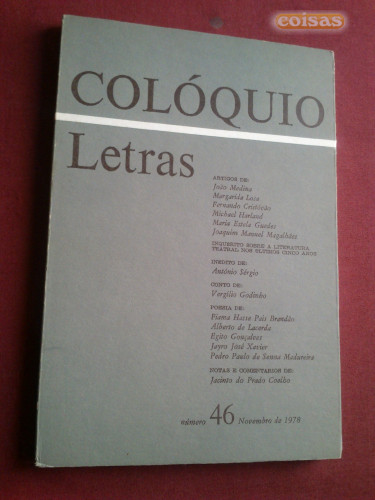 coisas
COLÓQUIO
Letras
ARTIGOS DE:
João Medina
Margarida Losa
Fernando Cristóvão
Michael Harland
Maria Estela Guedes
Joaquim Manuel Magalhães
INQUÉRITO SOBRE A LITERATURA
TEATRAL NOS ÚLTIMOS CINCO ANOS
INÉDITO DE:
António Sérgio
CONTO DE:
Vergílio Godinho
POESIA DE:
Fiama Hasse Pais Brandão
Alberto de Lacerda
Egito Gonçalves
Jayro José Xavier
Pedro Paulo de Senna Madureira
NOTAS E COMENTÁRIOS DE:
Jacinto do Prado Coelho
número 46 Novembro de 1978